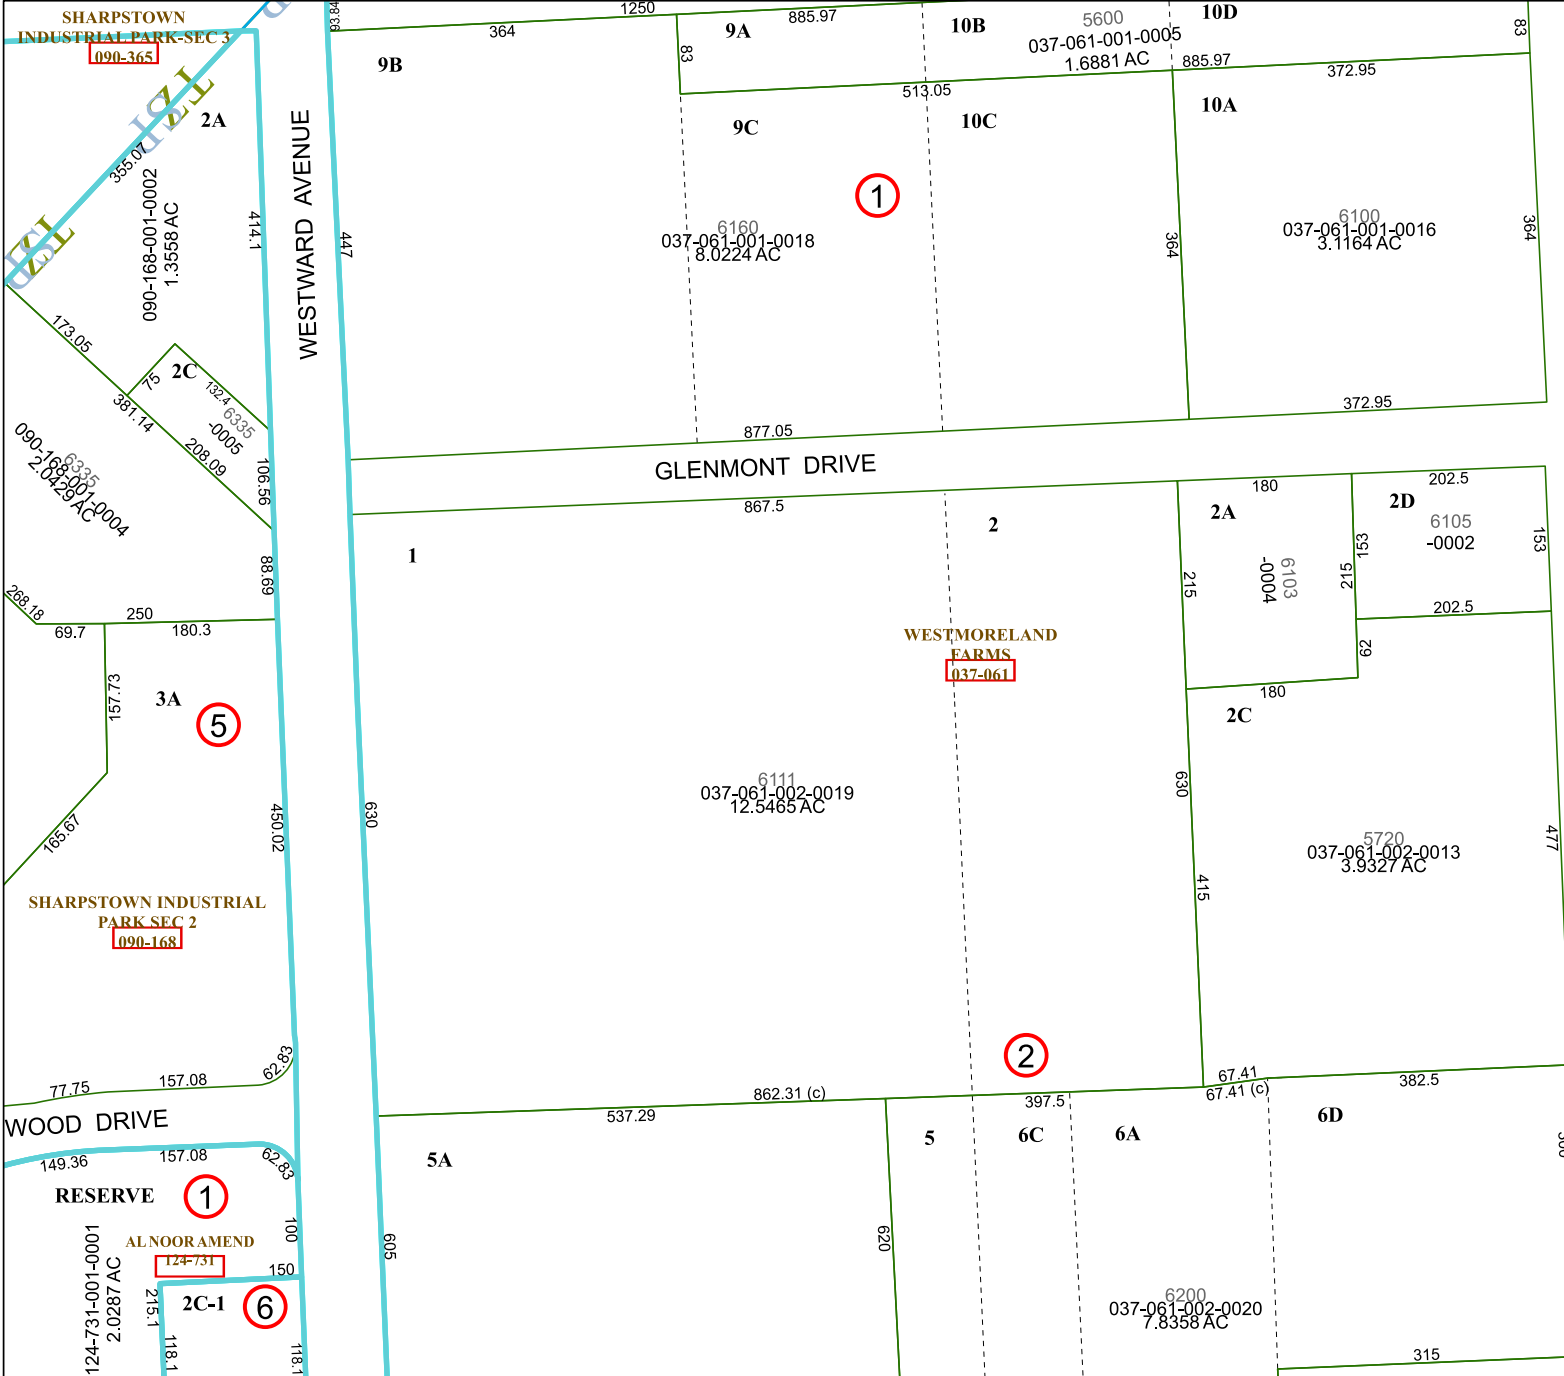 SHARPSTOWN
INDUSTRIAL PARK-SEC 3
090-365
93.84
1250
364
885.97
9A
10B
5600
037-061-001-0005
1.6881 AC
10D
83
9B
83
885.97
372.95
513.05
TZ
SP
2A
355.07
9C
10C
10A
WESTWARD AVENUE
1
090-168-001-0002
1.3558 AC
414.1
447
6160
037-061-001-0018
8.0224 AC
364
6100
037-061-001-0016
3.1164 AC
364
TZ
SP
173.05
75
2C
132.4
6335
-0005
381.14
208.09
106.56
372.95
877.05
GLENMONT DRIVE
6335
090-168-001-0004
2.0429 AC
867.5
180
202.5
1
2
2A
2D
6105
-0002
153
153
88.69
215
6103
-0004
215
268.18
69.7
250
180.3
202.5
62
WESTMORELAND
FARMS
037-061
180
157.73
3A
5
2C
6111
037-061-002-0019
12.5465 AC
450.02
630
630
165.67
5720
037-061-002-0013
3.9327 AC
477
415
SHARPSTOWN INDUSTRIAL
PARK SEC 2
090-168
2
62.83
77.75
157.08
862.31 (c)
537.29
397.5
67.41
67.41 (c)
382.5
WOOD DRIVE
149.36
157.08
62.83
5A
5
6C
6A
6D
RESERVE
1
100
605
620
AL NOOR AMEND
124-731
124-731-001-0001
2.0287 AC
150
215.1
2C-1
6
118.1
118.1
6200
037-061-002-0020
7.8358 AC
315